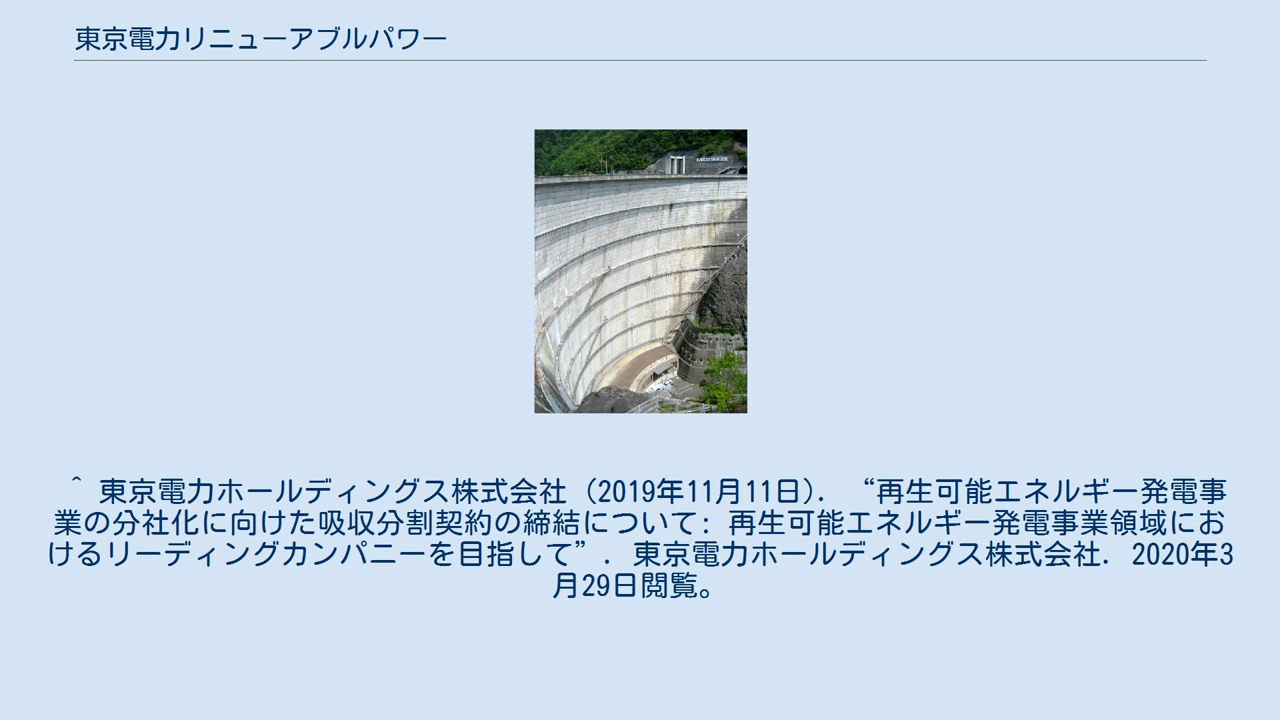 東京電力リニューアブルパワー
^ 東京電力ホールディングス株式会社 (2019年11月11日). “再生可能エネルギー発電事
業の分社化に向けた吸収分割契約の締結について: 再生可能エネルギー発電事業領域にお
けるリーディングカンパニーを目指して”. 東京電力ホールディングス株式会社. 2020年3
月29日閲覧。